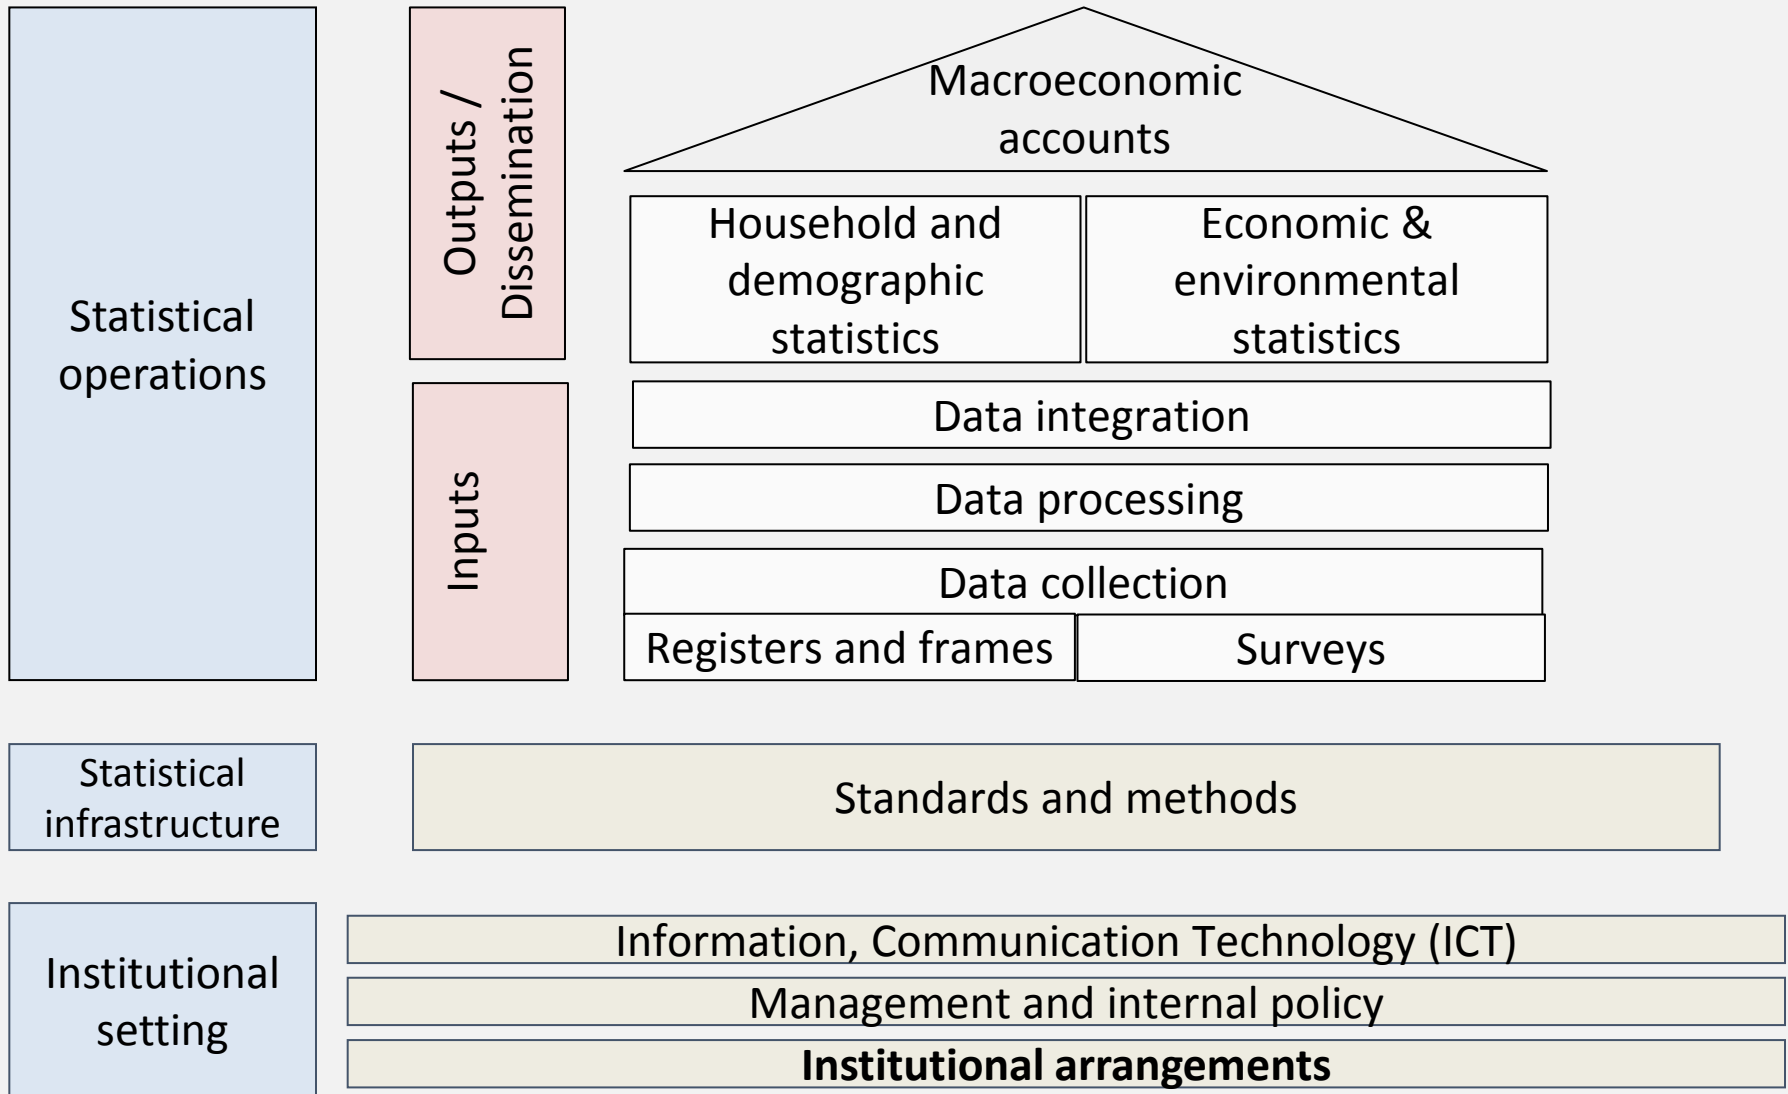 Statistical
operations
Outputs /
Dissemination
Macroeconomic
accounts
Household and
demographic
statistics
Economic &
environmental
statistics
Inputs
Data integration
Data processing
Data collection
Registers and frames
Surveys
Statistical
infrastructure
Standards and methods
Institutional
setting
Information, Communication Technology (ICT)
Management and internal policy
Institutional arrangements